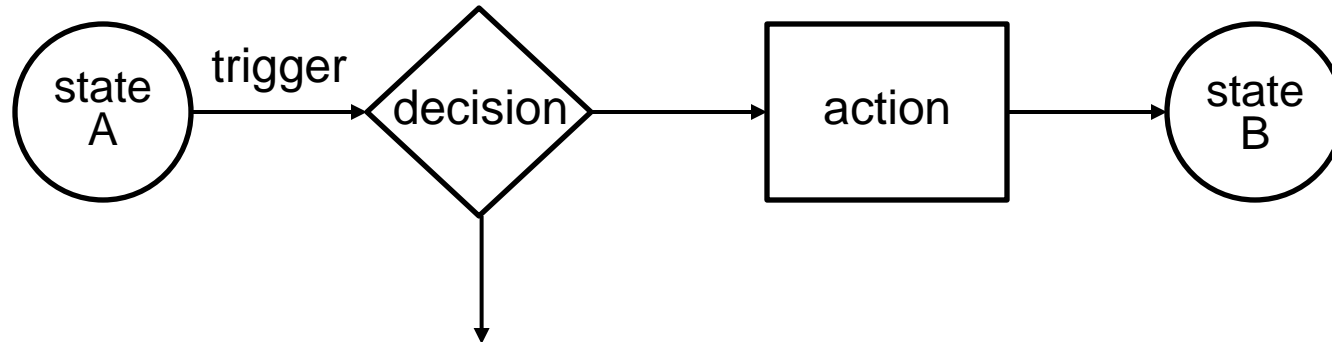 state
A
trigger
decision
action
state
B